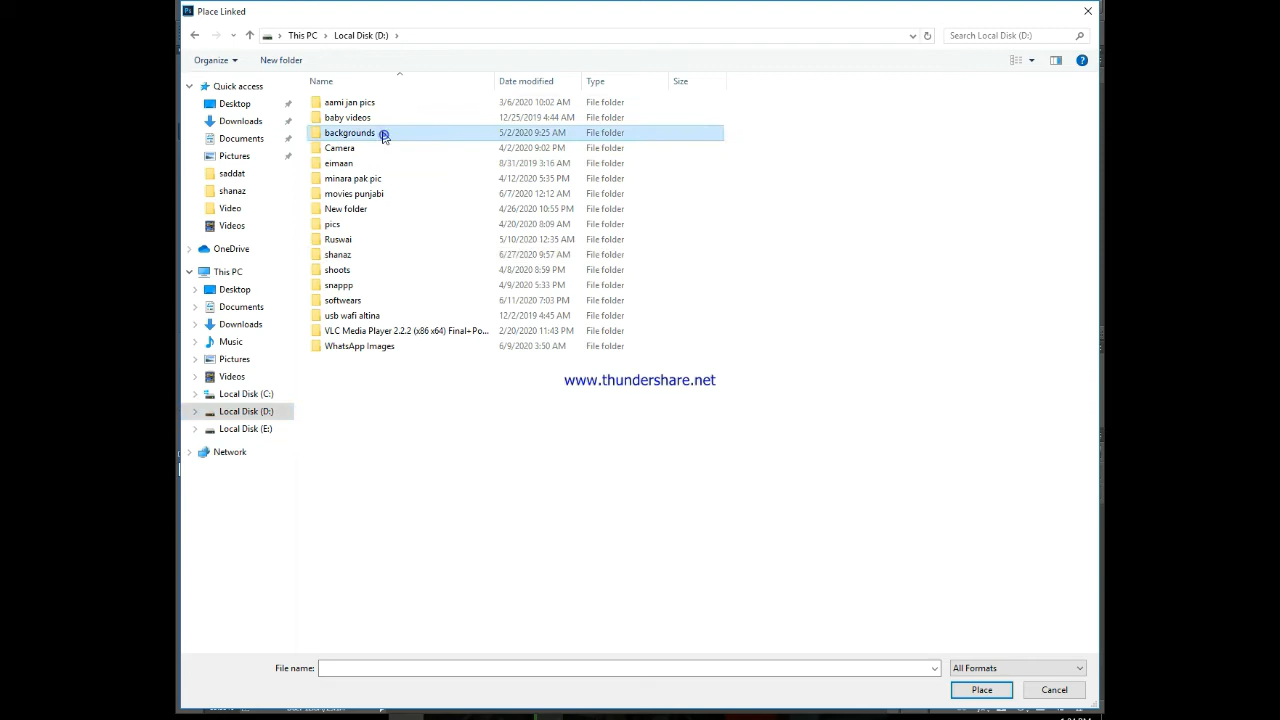 Ps Place Linked
This PC Local Disk (D:) Search Local Disk (D:)
Organize New folder
Name Date modified Type Size
Quick access
Desktop
Downloads
Documents
Pictures
saddat
shanaz
Video
Videos
OneDrive
This PC
Desktop
Documents
Downloads
Music
Pictures
Videos
Local Disk (C:)
Local Disk (D:)
Local Disk (E:)
Network
aami jan pics 3/6/2020 10:02 AM File folder
baby videos 12/25/2019 4:44 AM File folder
backgrounds 5/2/2020 9:25 AM File folder
Camera 4/2/2020 9:02 PM File folder
eimaan 8/31/2019 3:16 AM File folder
minara pak pic 4/12/2020 5:35 PM File folder
movies punjabi 6/7/2020 12:12 AM File folder
New folder 4/26/2020 10:55 PM File folder
pics 4/20/2020 8:09 AM File folder
Ruswai 5/10/2020 12:35 AM File folder
shanaz 6/27/2020 9:57 AM File folder
shoots 4/8/2020 8:59 PM File folder
snappp 4/9/2020 5:33 PM File folder
softwears 6/11/2020 7:03 PM File folder
usb wafi altina 12/2/2019 4:45 AM File folder
VLC Media Player 2.2.2 (x86 x64) Final+Po... 2/20/2020 11:43 PM File folder
WhatsApp Images 6/9/2020 3:50 AM File folder
www.thundershare.net
File name: All Formats
Place Cancel